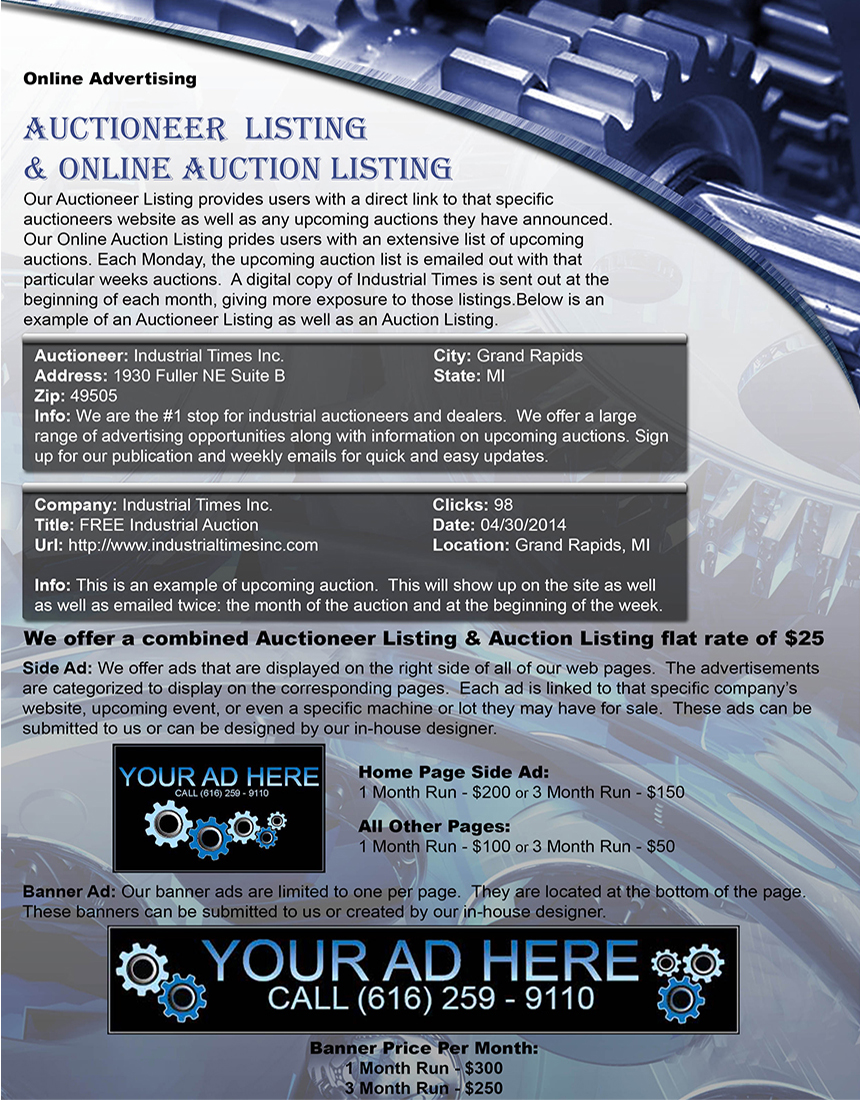 Online Advertising
AUCTIONEER LISTING
& ONLINE AUCTION LISTING
Our Auctioneer Listing provides users with a direct link to that specific
auctioneers website as well as any upcoming auctions they have announced.
Our Online Auction Listing prides users with an extensive list of upcoming
auctions. Each Monday, the upcoming auction list is emailed out with that
particular weeks auctions. A digital copy of Industrial Times is sent out at the
beginning of each month, giving more exposure to those listings.Below is an
example of an Auctioneer Listing as well as an Auction Listing.
Auctioneer: Industrial Times Inc. City: Grand Rapids
Address: 1930 Fuller NE Suite B State: MI
Zip: 49505
Info: We are the #1 stop for industrial auctioneers and dealers. We offer a large
range of advertising opportunities along with information on upcoming auctions. Sign
up for our publication and weekly emails for quick and easy updates.
Company: Industrial Times Inc. Clicks: 98
Title: FREE Industrial Auction Date: 04/30/2014
Url: http://www.industrialtimesinc.com Location: Grand Rapids, MI
Info: This is an example of upcoming auction. This will show up on the site as well
as well as emailed twice: the month of the auction and at the beginning of the week.
We offer a combined Auctioneer Listing & Auction Listing flat rate of $25
Side Ad: We offer ads that are displayed on the right side of all of our web pages. The advertisements
are categorized to display on the corresponding pages. Each ad is linked to that specific company's
website, upcoming event, or even a specific machine or lot they may have for sale. These ads can be
submitted to us or can be designed by our in-house designer.
YOUR AD HERE
CALL (616) 259 - 9110
Home Page Side Ad:
1 Month Run - $200 or 3 Month Run - $150
All Other Pages:
1 Month Run - $100 or 3 Month Run - $50
Banner Ad: Our banner ads are limited to one per page. They are located at the bottom of the page.
These banners can be submitted to us or created by our in-house designer.
YOUR AD HERE
CALL (616) 259 - 9110
Banner Price Per Month:
1 Month Run - $300
3 Month Run - $250